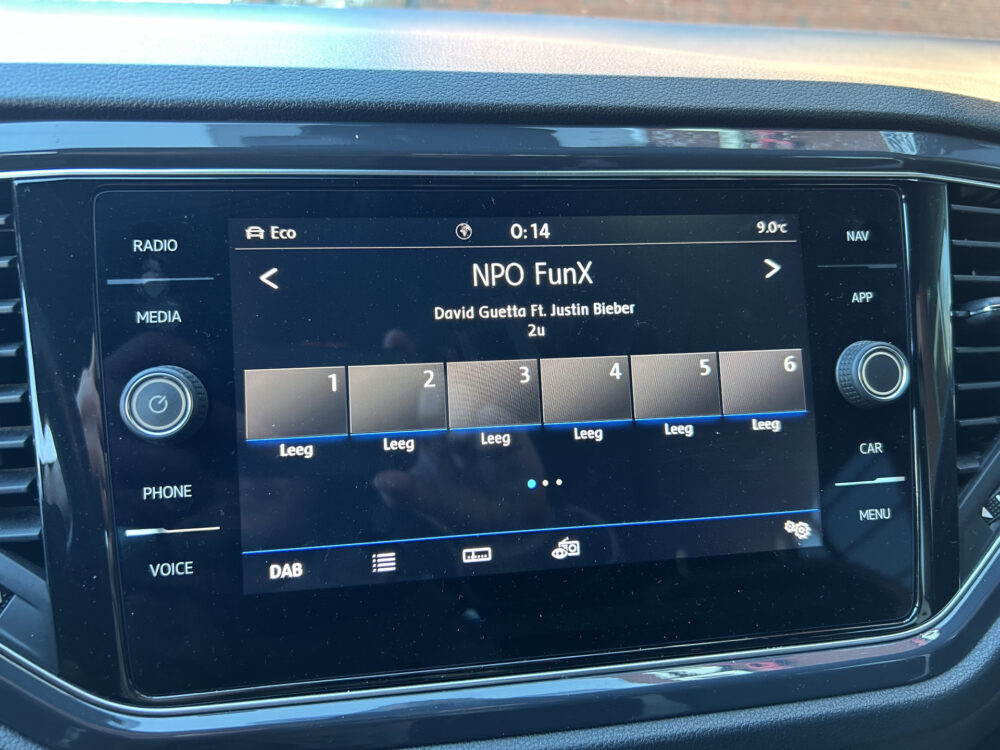 RADIO
MEDIA
PHONE
VOICE
Eco 0:14 9.0°C
< NPO FunX >
David Guetta Ft. Justin Bieber
2u
1 2 3 4 5 6
Leeg Leeg Leeg Leeg Leeg Leeg
DAB
NAV
APP
CAR
MENU